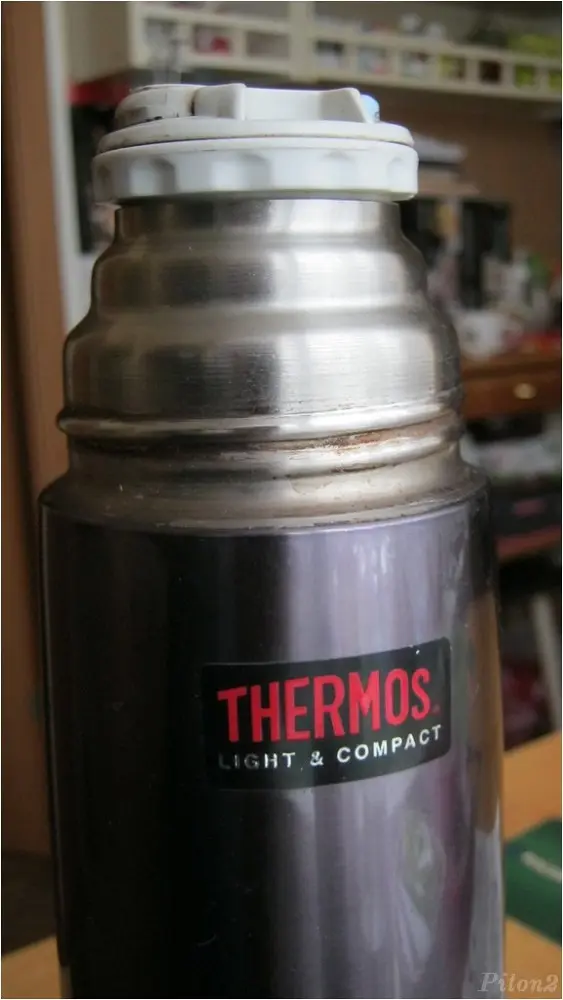 THERMOS
LIGHT & COMPACT
Piton2